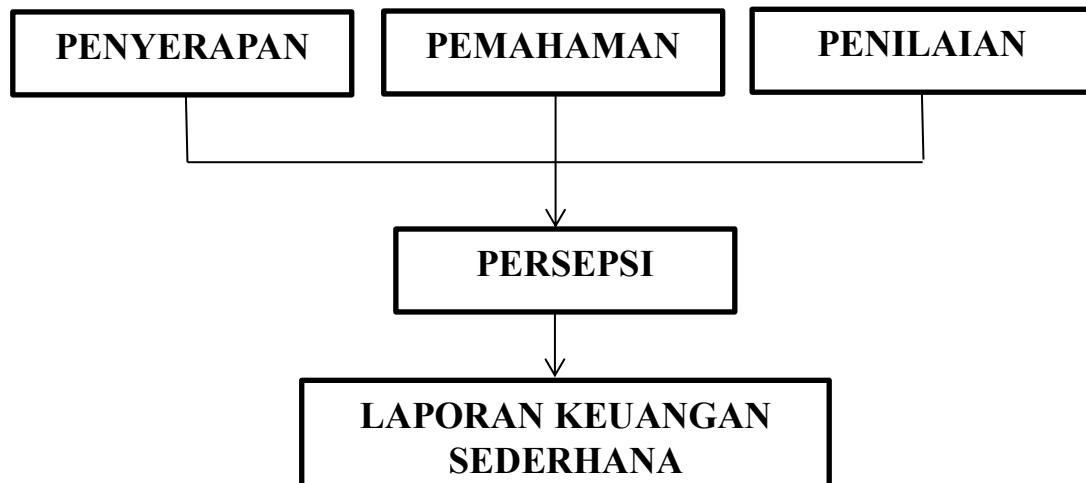 PENYERAPAN
PEMAHAMAN
PENILAIAN
PERSEPSI
LAPORAN KEUANGAN
SEDERHANA